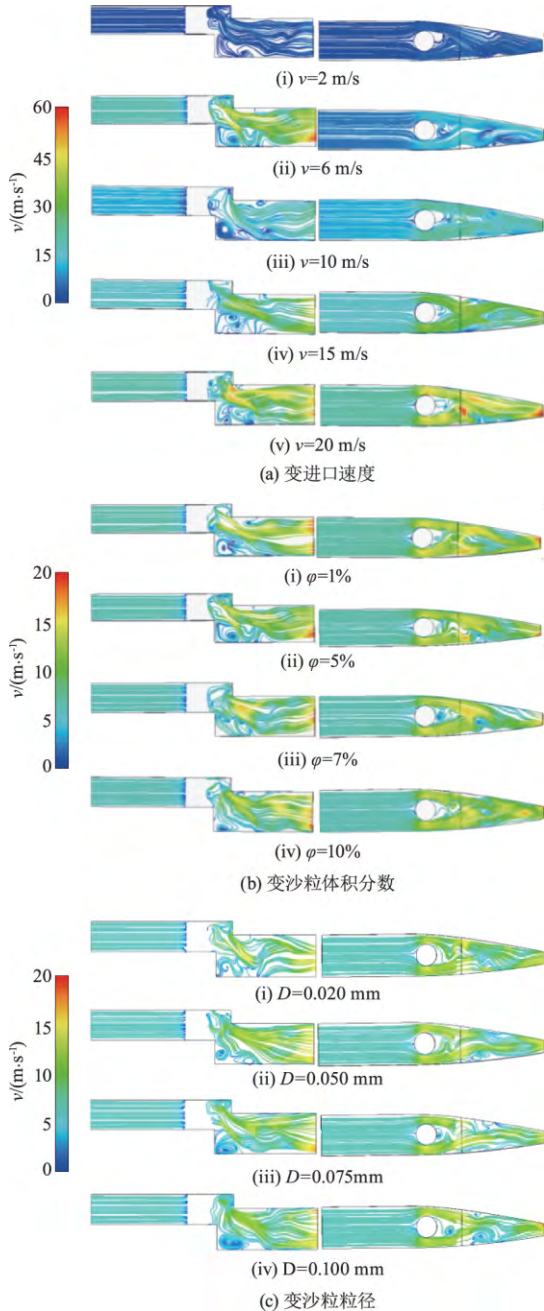 (i) v=2 m/s
v/(m·s⁻¹)
60
45
30
15
0
(ii) v=6 m/s
(iii) v=10 m/s
(iv) v=15 m/s
(v) v=20 m/s
(a) 变进口速度
v/(m·s⁻¹)
20
15
10
5
0
(i) φ=1%
(ii) φ=5%
(iii) φ=7%
(iv) φ=10%
(b) 变沙粒体积分数
v/(m·s⁻¹)
20
15
10
5
0
(i) D=0.020 mm
(ii) D=0.050 mm
(iii) D=0.075mm
(iv) D=0.100 mm
(c) 变沙粒粒径